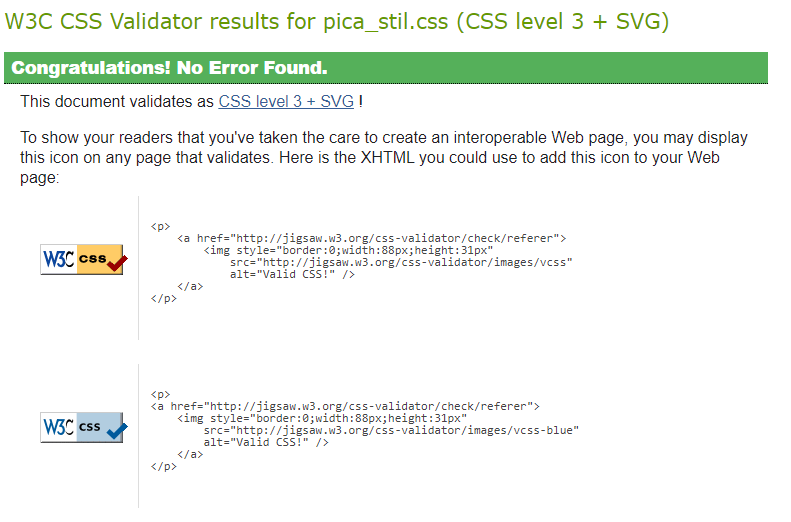 W3C CSS Validator results for pica_stil.css (CSS level 3 + SVG)
Congratulations! No Error Found.
This document validates as CSS level 3 + SVG !
To show your readers that you've taken the care to create an interoperable Web page, you may display
this icon on any page that validates. Here is the XHTML you could use to add this icon to your Web
page:
W3C css
<p>
<a href="http://jigsaw.w3.org/css-validator/check/referer">
<img style="border:0;width:88px;height:31px"
src="http://jigsaw.w3.org/css-validator/images/vcss"
alt="Valid CSS!" />
</a>
</p>
W3C css
<p>
<a href="http://jigsaw.w3.org/css-validator/check/referer">
<img style="border:0;width:88px;height:31px"
src="http://jigsaw.w3.org/css-validator/images/vcss-blue"
alt="Valid CSS!" />
</a>
</p>